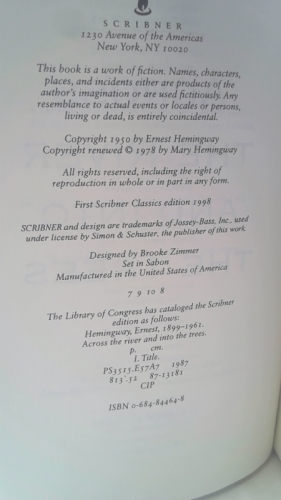 SCRIBNER
1230 Avenue of the Americas
New York, NY 10020
This book is a work of fiction. Names, characters,
places, and incidents either are products of the
author's imagination or are used fictitiously. Any
resemblance to actual events or locales or persons,
living or dead, is entirely coincidental.
Copyright 1950 by Ernest Hemingway
Copyright renewed © 1978 by Mary Hemingway
All rights reserved, including the right of
reproduction in whole or in part in any form.
First Scribner Classics edition 1998
SCRIBNER and design are trademarks of Jossey-Bass, Inc., used
under license by Simon & Schuster, the publisher of this work.
Designed by Brooke Zimmer
Set in Sabon
Manufactured in the United States of America
7 9 10 8
The Library of Congress has cataloged the Scribner
edition as follows:
Hemingway, Ernest, 1899–1961.
Across the river and into the trees.
p. cm.
I. Title.
PS3515.E37A7 1987
813'.52 87-13181
CIP
ISBN 0-684-84464-8